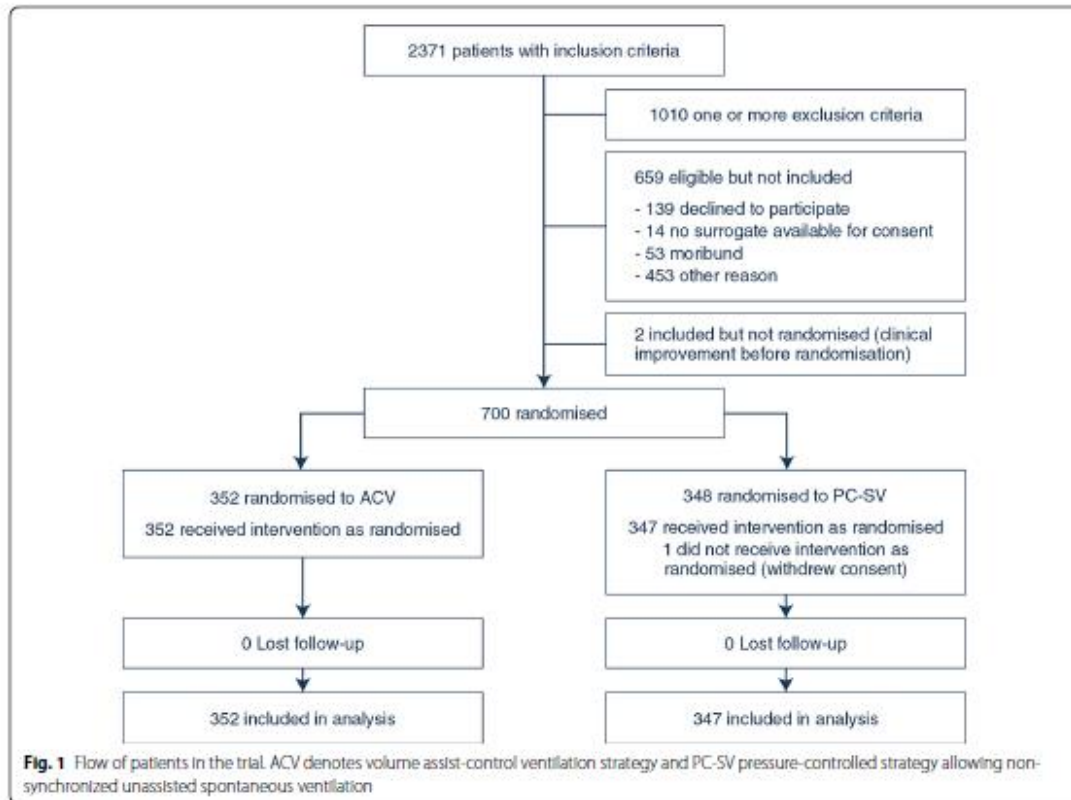 2371 patients with inclusion criteria
1010 one or more exclusion criteria
659 eligible but not included
- 139 declined to participate
- 14 no surrogate available for consent
- 53 moribund
- 453 other reason
2 included but not randomised (clinical
improvement before randomisation)
700 randomised
352 randomised to ACV
352 received intervention as randomised
348 randomised to PC-SV
347 received intervention as randomised
1 did not receive intervention as
randomised (withdrew consent)
0 Lost follow-up
0 Lost follow-up
352 included in analysis
347 included in analysis
Fig. 1 Flow of patients in the trial. ACV denotes volume assist-control ventilation strategy and PC-SV pressure-controlled strategy allowing non-
synchronized unassisted spontaneous ventilation